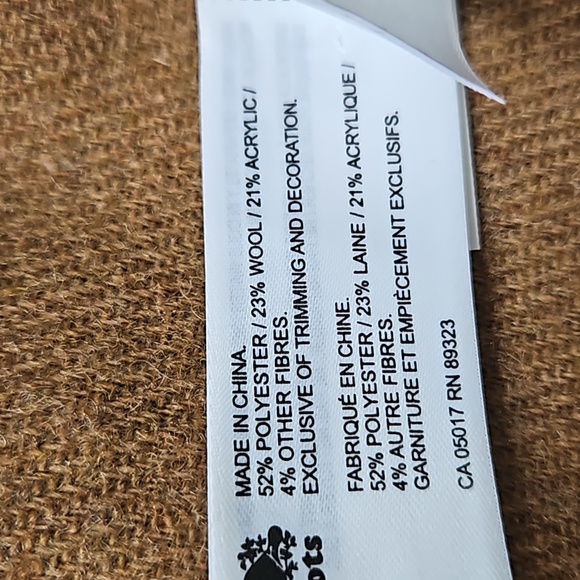 MADE IN CHINA.
52% POLYESTER / 23% WOOL / 21% ACRYLIC /
4% OTHER FIBRES.
EXCLUSIVE OF TRIMMING AND DECORATION.
FABRIQUÉ EN CHINE.
52% POLYESTER / 23% LAINE / 21% ACRYLIQUE /
4% AUTRE FIBRES.
GARNITURE ET EMPIÈCEMENT EXCLUSIFS.
CA 05017 RN 89323